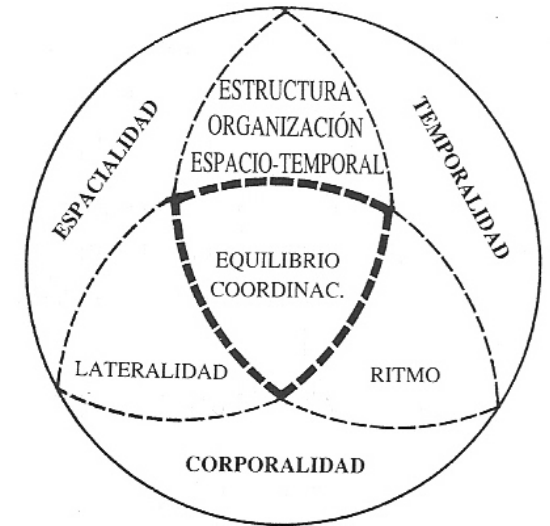 ESTRUCTURA
ORGANIZACIÓN
ESPACIO-TEMPORAL
ESPACIALIDAD
TEMPORALIDAD
EQUILIBRIO
COORDINAC.
LATERALIDAD
RITMO
CORPORALIDAD